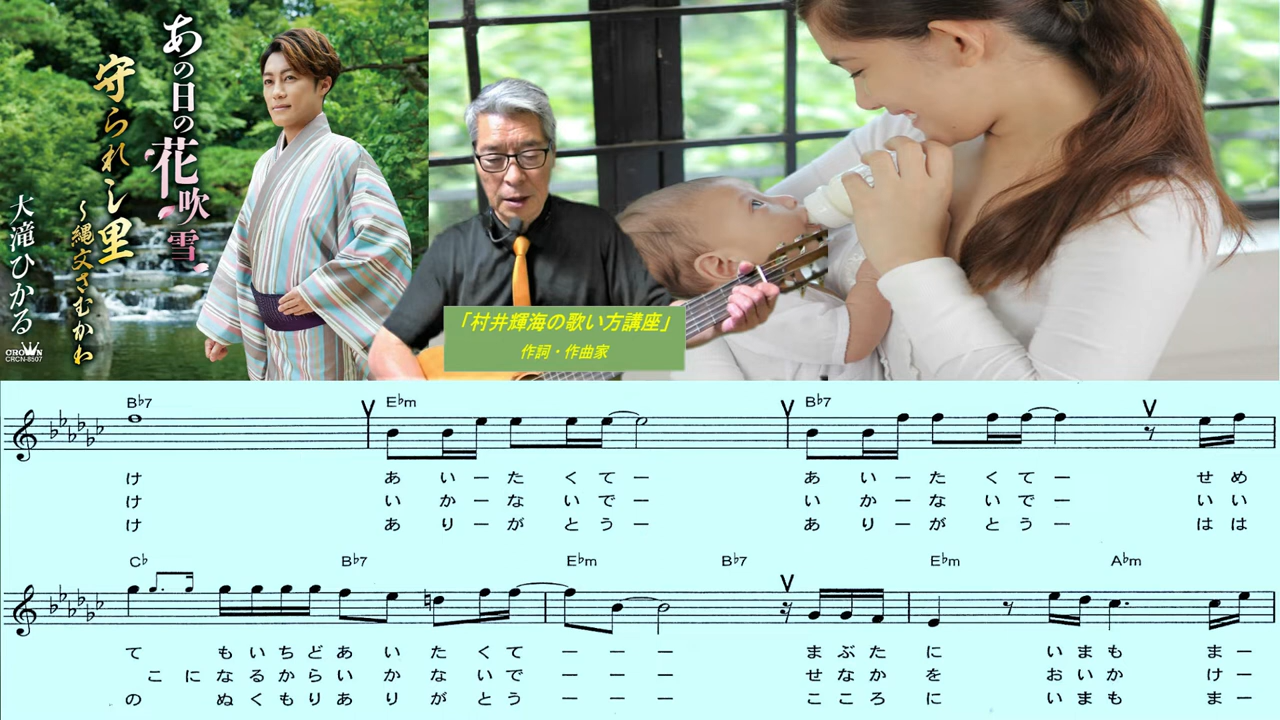 あの日の花吹雪
守られし里
～縄文さむかわ
大滝ひかる
CROWN
CRCN-8507
「村井輝海の歌い方講座」
作詞・作曲家
B♭7 E♭m B♭7
け あ い ー た く て ー あ い ー た く て ー せ め
け い か ー な い で ー い か ー な い で ー い い
け あ り ー が と う ー あ り ー が と う ー は は
C♭ B♭7 E♭m B♭7 E♭m A♭m
て も い ち ど あ い た く て ー ー ー ま ぶ た に い ま も ま ー
こ に な る か ら い か な い で ー ー ー せ な か を お い か け ー
の ぬ く も り あ り が と う ー ー ー こ こ ろ に い ま も ま ー